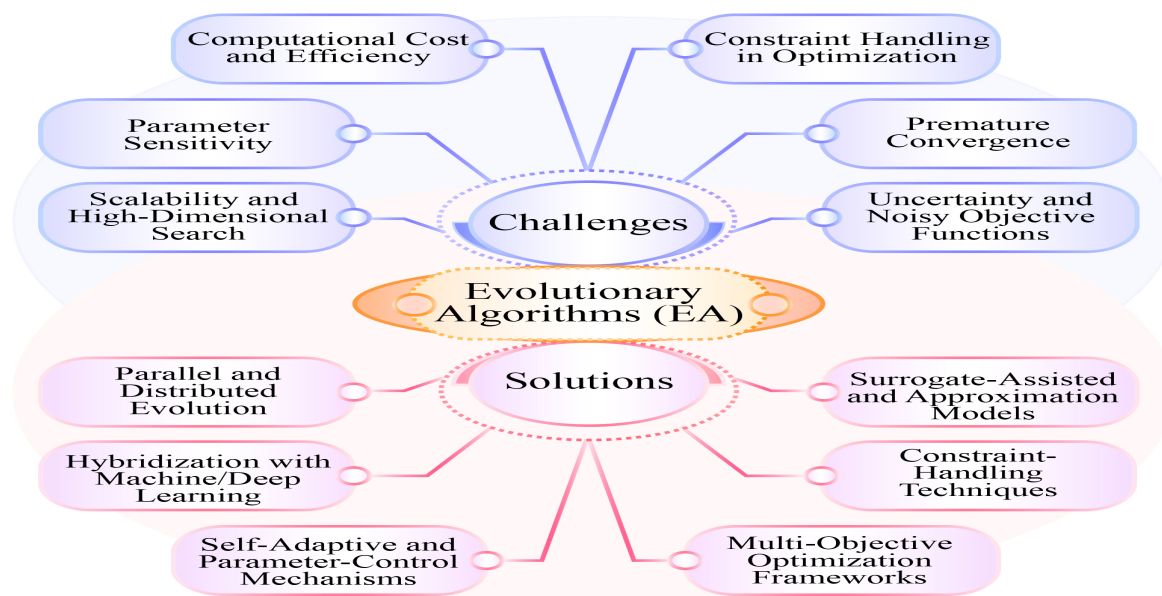 Computational Cost
and Efficiency
Constraint Handling
in Optimization
Parameter
Sensitivity
Premature
Convergence
Scalability and
High-Dimensional
Search
Challenges
Uncertainty and
Noisy Objective
Functions
Evolutionary
Algorithms (EA)
Parallel and
Distributed
Evolution
Solutions
Surrogate-Assisted
and Approximation
Models
Hybridization with
Machine/Deep
Learning
Constraint-
Handling
Techniques
Self-Adaptive and
Parameter-Control
Mechanisms
Multi-Objective
Optimization
Frameworks